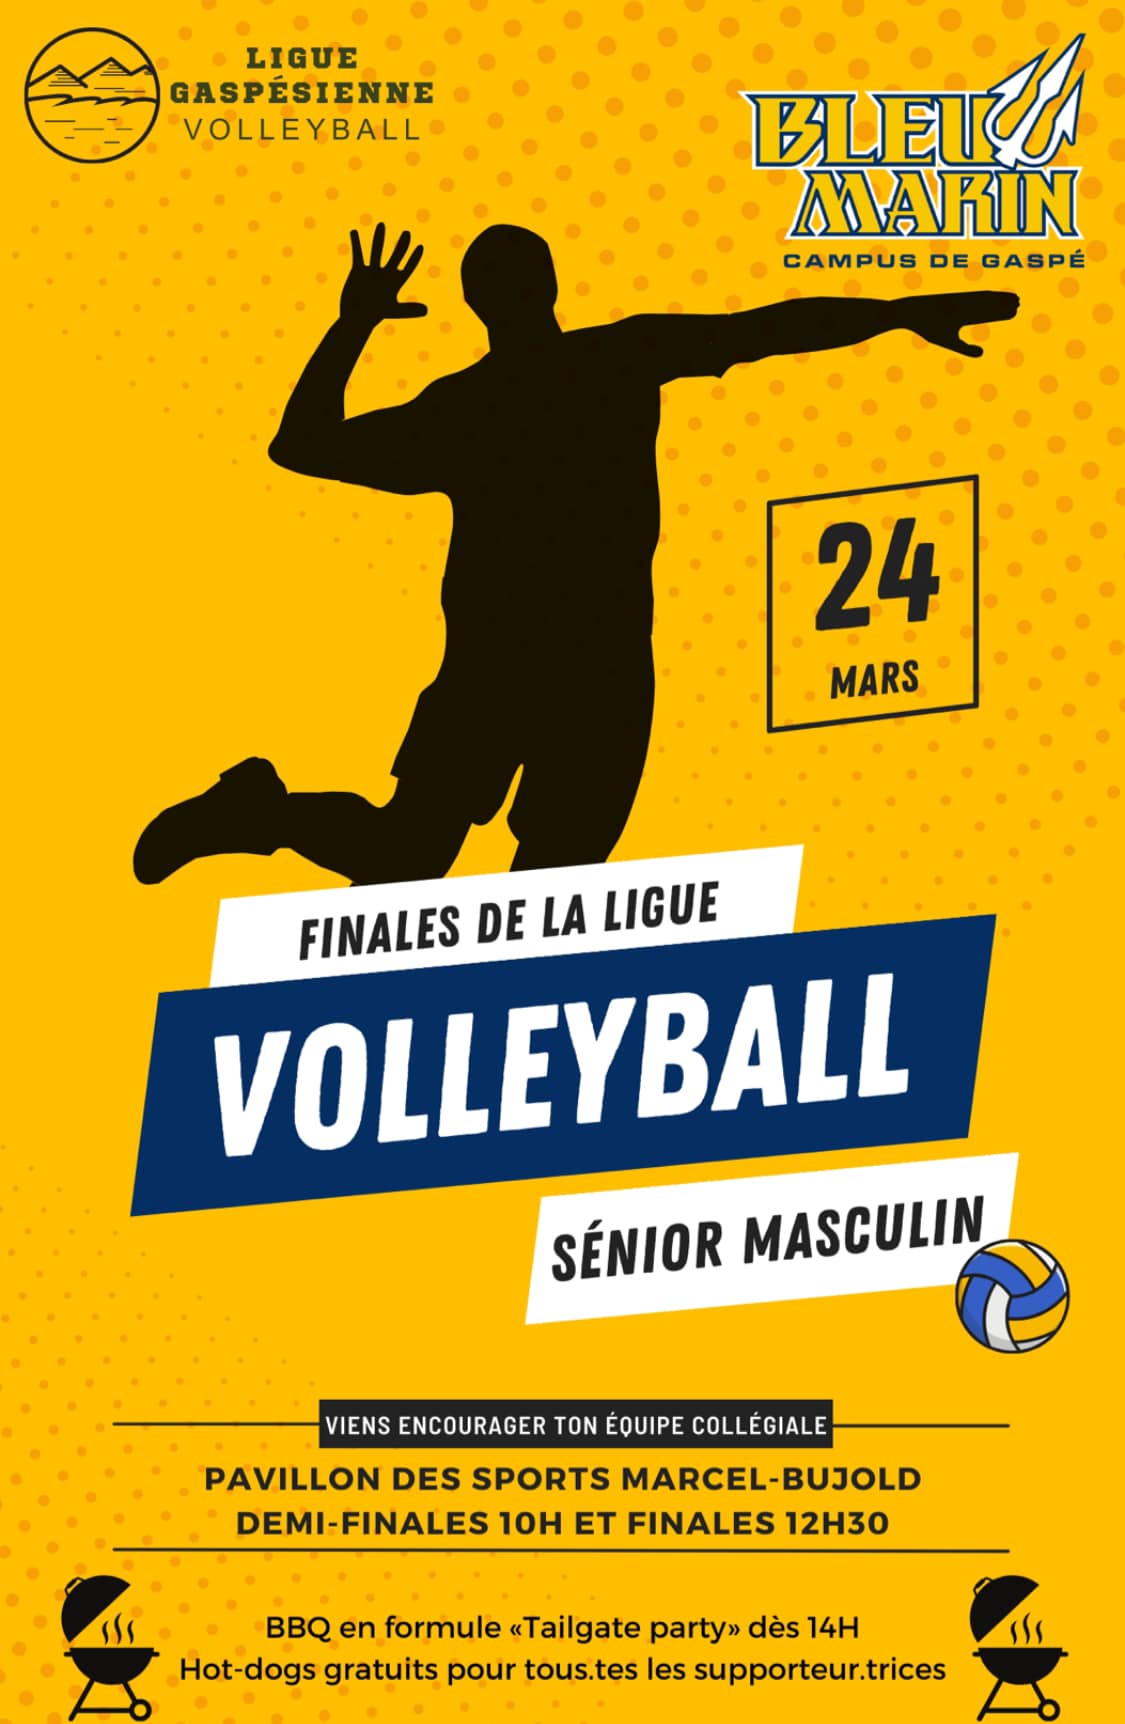 LIGUE
GASPÉSIENNE
VOLLEYBALL
BLEU
MARIN
CAMPUS DE GASPÉ
24
MARS
FINALES DE LA LIGUE
VOLLEYBALL
SÉNIOR MASCULIN
VIENS ENCOURAGER TON ÉQUIPE COLLÉGIALE
PAVILLON DES SPORTS MARCEL-BUJOLD
DEMI-FINALES 10H ET FINALES 12H30
BBQ en formule «Tailgate party» dès 14H
Hot-dogs gratuits pour tous.tes les supporteur.trices